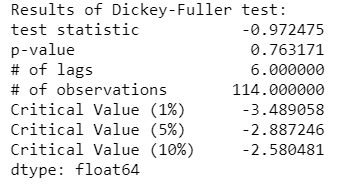 Results of Dickey-Fuller test:
test statistic -0.972475
p-value 0.763171
# of lags 6.000000
# of observations 114.000000
Critical Value (1%) -3.489058
Critical Value (5%) -2.887246
Critical Value (10%) -2.580481
dtype: float64